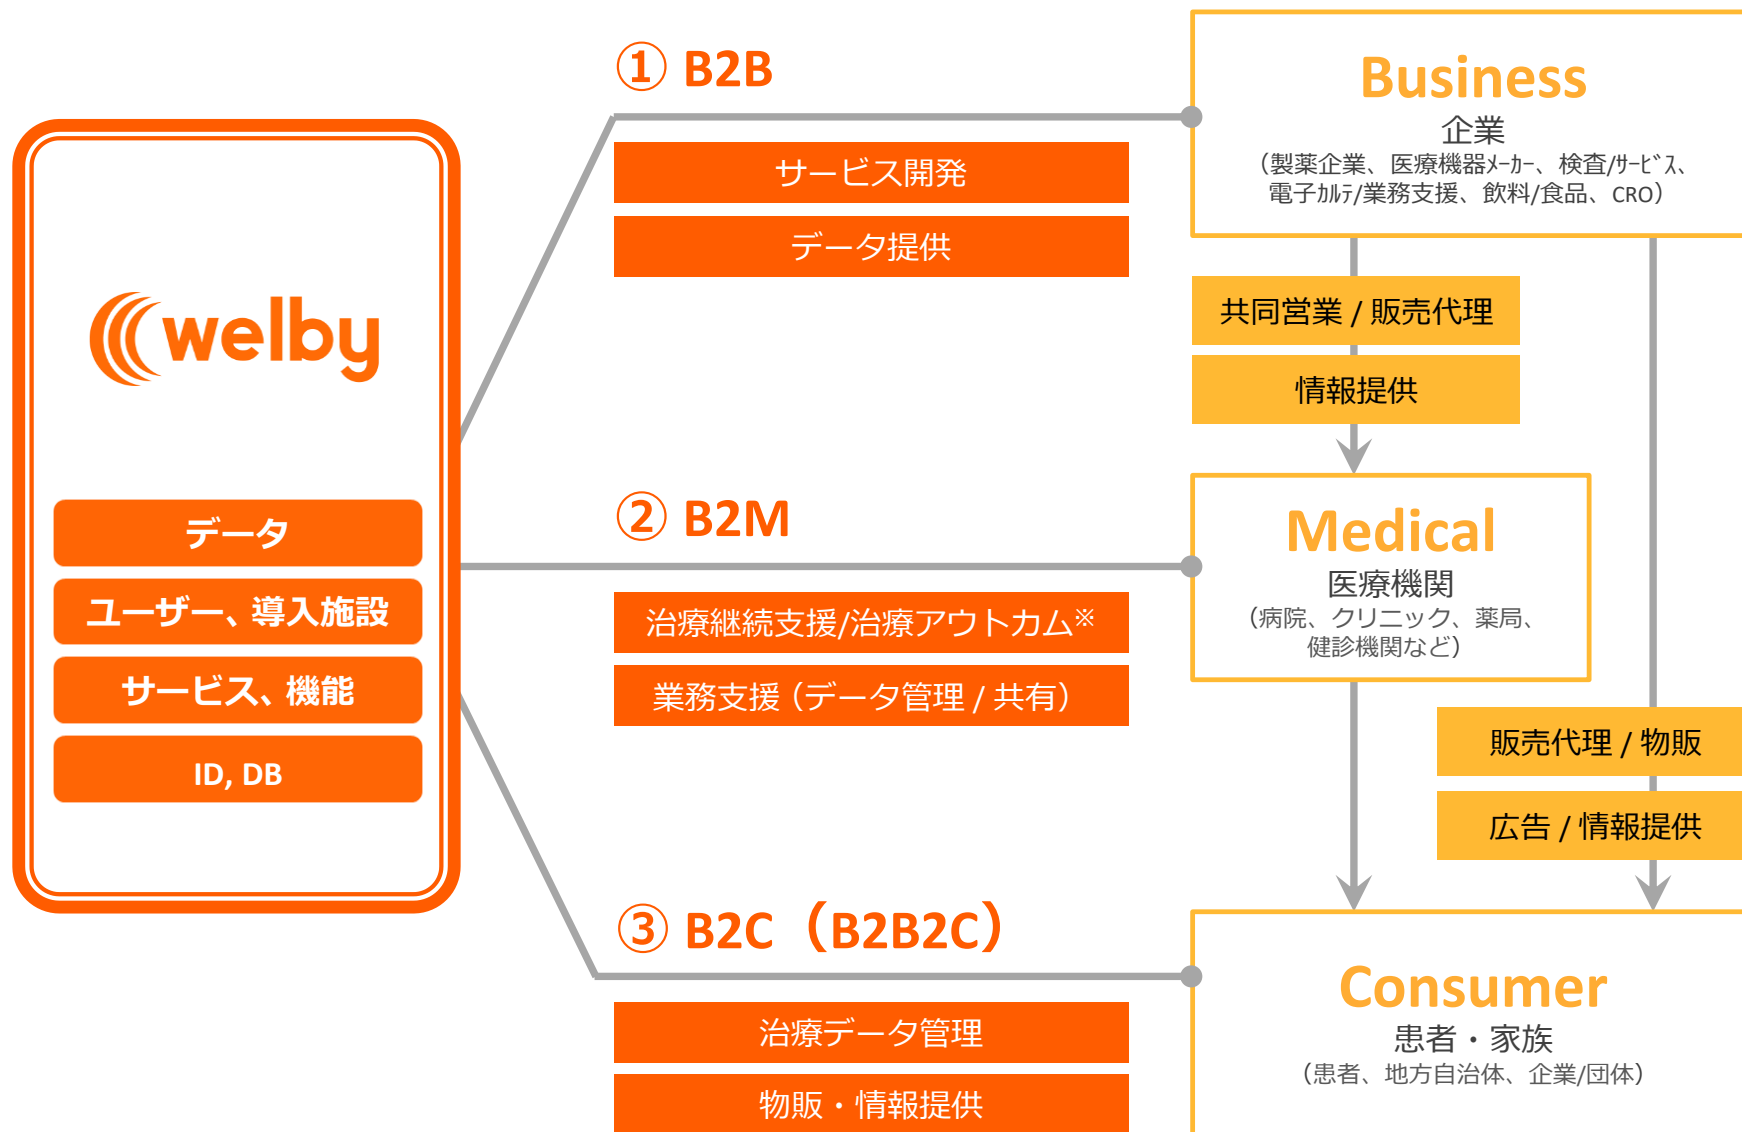 welby
データ
ユーザー、導入施設
サービス、機能
ID, DB
① B2B
サービス開発
データ提供
② B2M
治療継続支援/治療アウトカム※
業務支援（データ管理 / 共有）
③ B2C（B2B2C）
治療データ管理
物販・情報提供
Business
企業
（製薬企業、医療機器ﾒｰｶｰ、検査/ｻｰﾋﾞｽ、
電子ｶﾙﾃ/業務支援、飲料/食品、CRO）
共同営業 / 販売代理
情報提供
Medical
医療機関
（病院、クリニック、薬局、
健診機関など）
販売代理 / 物販
広告 / 情報提供
Consumer
患者・家族
（患者、地方自治体、企業/団体）